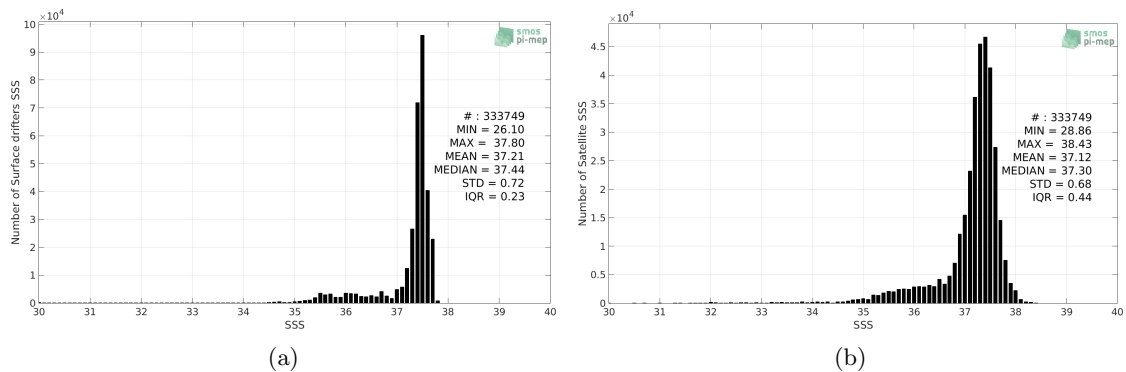 ×10⁴
10
9
8
7
6
5
4
3
2
1
0
Number of Surface drifters SSS
smos
pi-mep
# : 333749
MIN = 26.10
MAX = 37.80
MEAN = 37.21
MEDIAN = 37.44
STD = 0.72
IQR = 0.23
30 31 32 33 34 35 36 37 38 39 40
SSS
(a)
×10⁴
4.5
4
3.5
3
2.5
2
1.5
1
0.5
0
Number of Satellite SSS
smos
pi-mep
# : 333749
MIN = 28.86
MAX = 38.43
MEAN = 37.12
MEDIAN = 37.30
STD = 0.68
IQR = 0.44
30 31 32 33 34 35 36 37 38 39 40
SSS
(b)